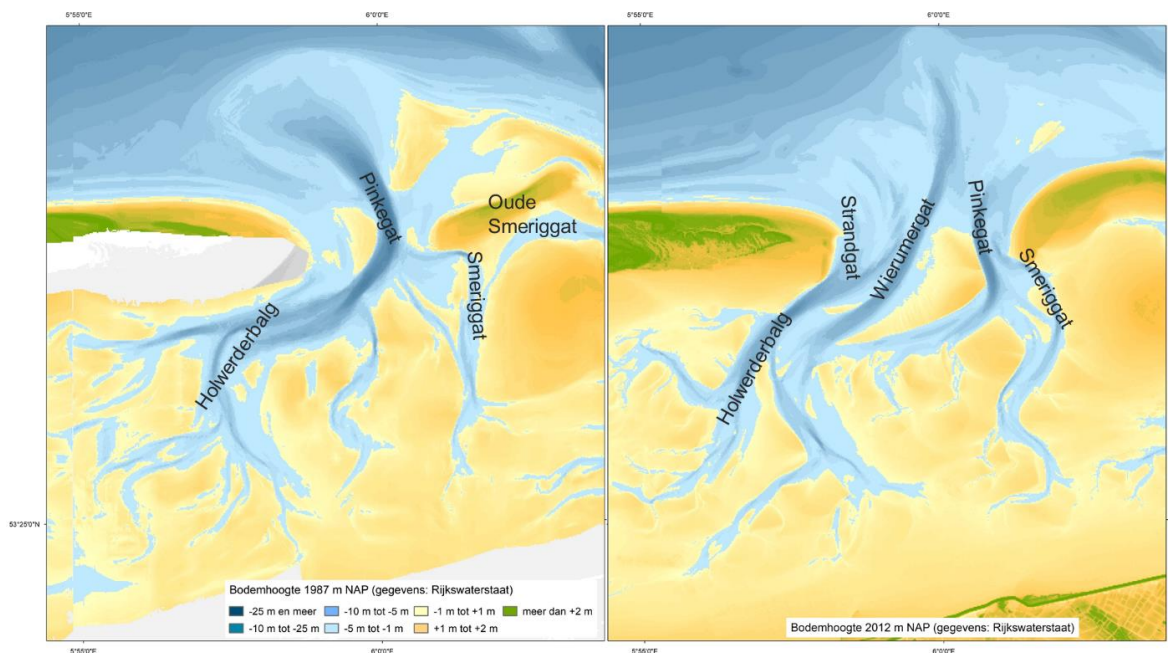 5°55'0"E
6°0'0"E
5°55'0"E
6°0'0"E
Pinkegat
Oude
Smeriggat
Smeriggat
Holwerderbalg
Strandgat
Wierumergat
Pinkegat
Smeriggat
Holwerderbalg
53°25'0"N
Bodemhoogte 1987 m NAP (gegevens: Rijkswaterstaat)
-25 m en meer
-10 m tot -5 m
-1 m tot +1 m
meer dan +2 m
-10 m tot -25 m
-5 m tot -1 m
+1 m tot +2 m
Bodemhoogte 2012 m NAP (gegevens: Rijkswaterstaat)
5°55'0"E
6°0'0"E
5°55'0"E
6°0'0"E